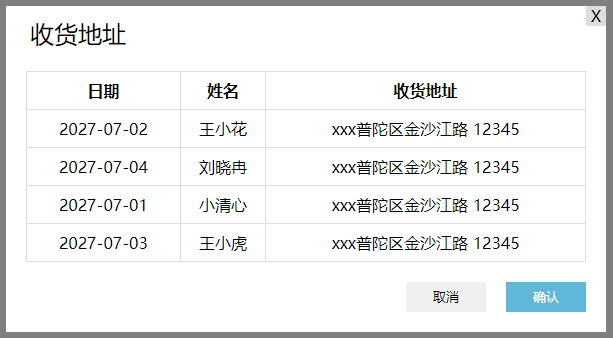 X
收货地址
日期 姓名 收货地址
2027-07-02 王小花 xxx普陀区金沙江路 12345
2027-07-04 刘晓冉 xxx普陀区金沙江路 12345
2027-07-01 小清心 xxx普陀区金沙江路 12345
2027-07-03 王小虎 xxx普陀区金沙江路 12345
取消 确认